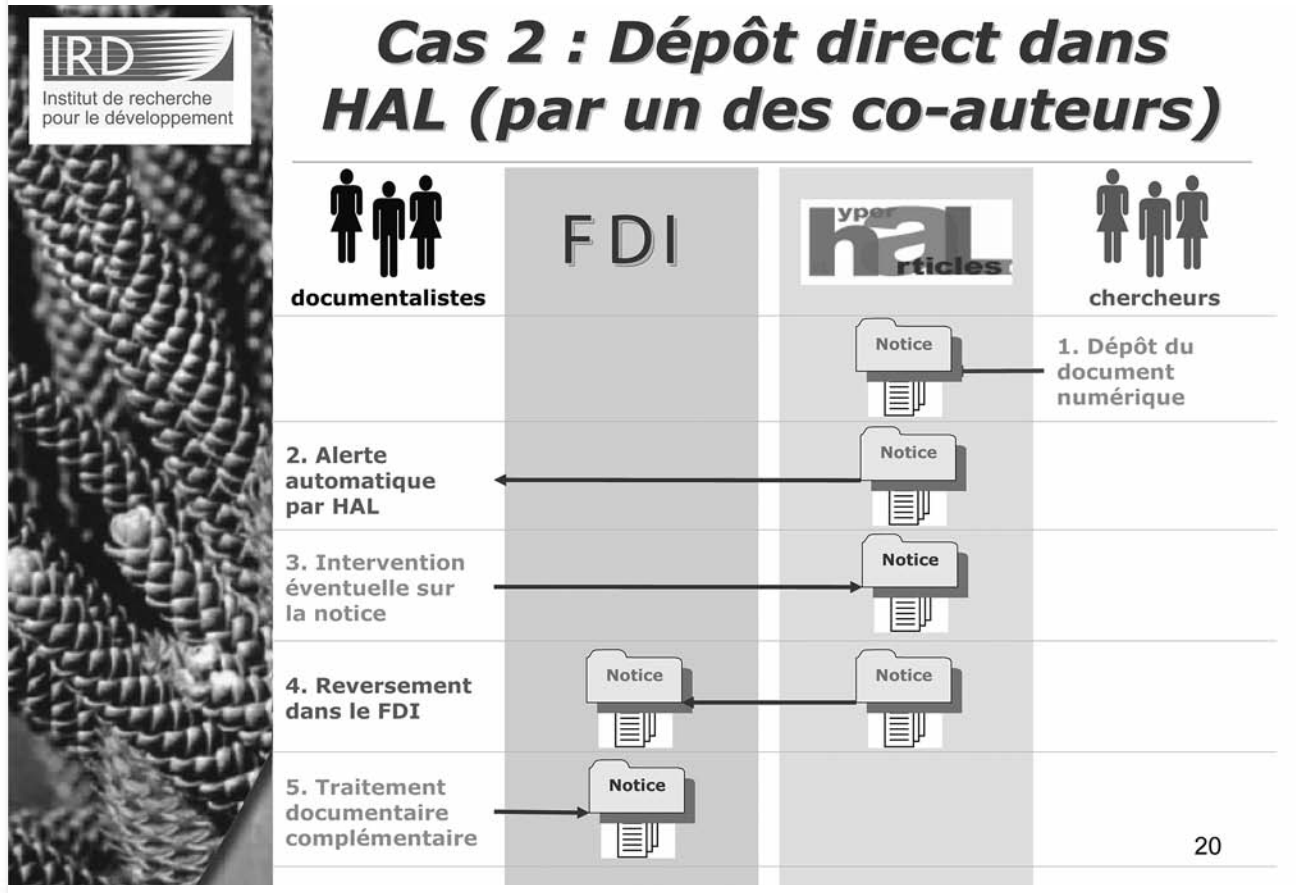 IRD
Institut de recherche
pour le développement
Cas 2 : Dépôt direct dans
HAL (par un des co-auteurs)
documentalistes
FDI
hyper
hAL
rticles
chercheurs
Notice
1. Dépôt du
document
numérique
2. Alerte
automatique
par HAL
Notice
3. Intervention
éventuelle sur
la notice
Notice
4. Reversement
dans le FDI
Notice
Notice
5. Traitement
documentaire
complémentaire
Notice
20